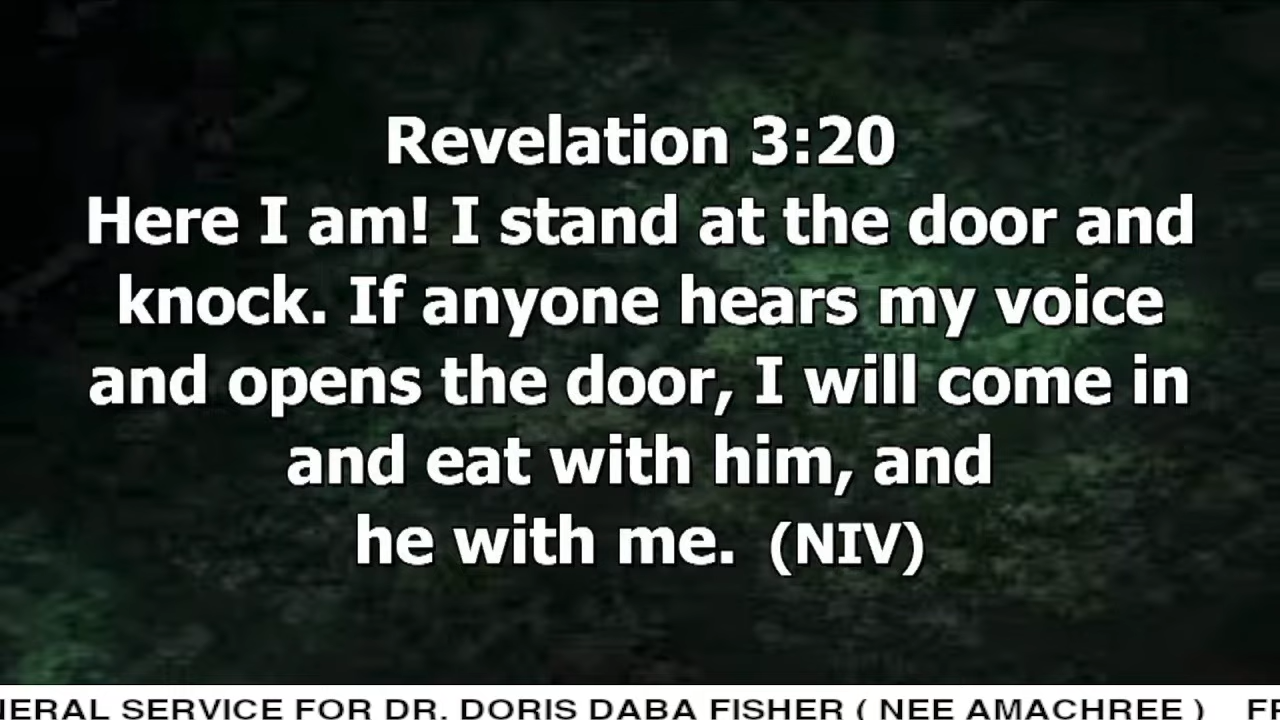 Revelation 3:20
Here I am! I stand at the door and
knock. If anyone hears my voice
and opens the door, I will come in
and eat with him, and
he with me. (NIV)
NERAL SERVICE FOR DR. DORIS DABA FISHER ( NEE AMACHREE )